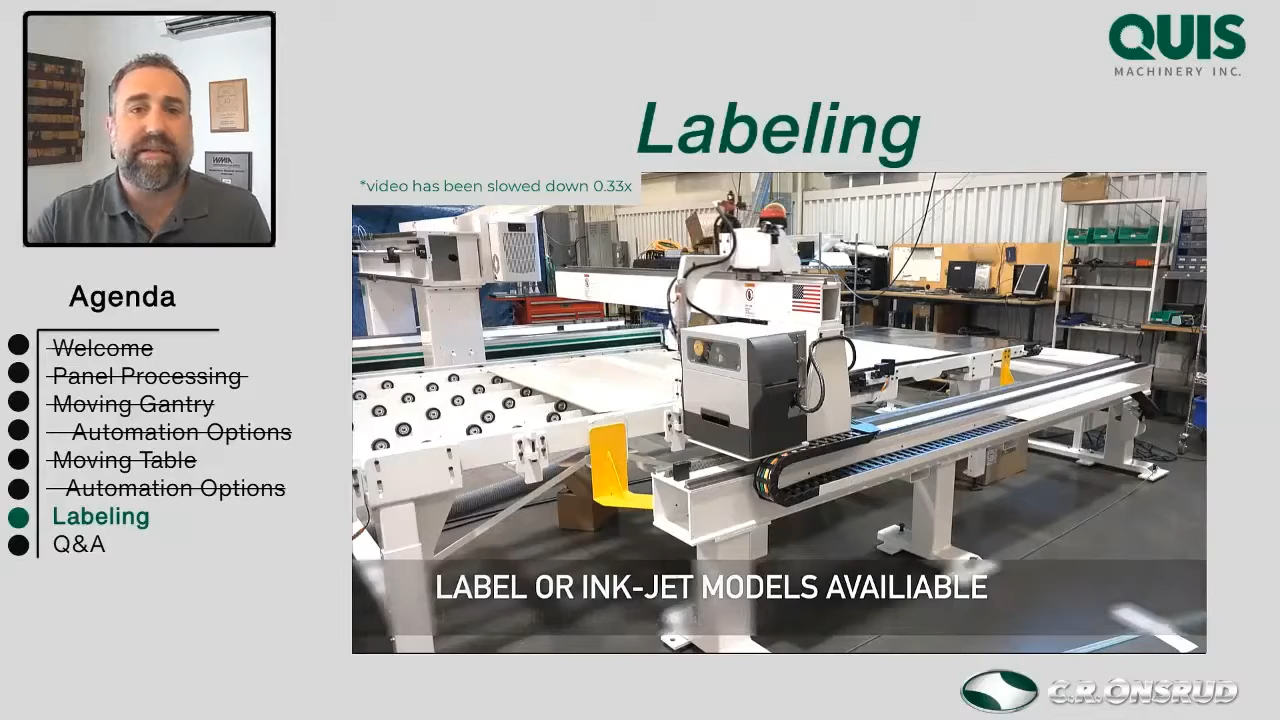 QUIS
MACHINERY INC.
Labeling
*video has been slowed down 0.33x
WMIA
Agenda
Welcome
Panel Processing
Moving Gantry
Automation Options
Moving Table
Automation Options
Labeling
Q&A
LABEL OR INK-JET MODELS AVAILIABLE
C.R. ONSRUD